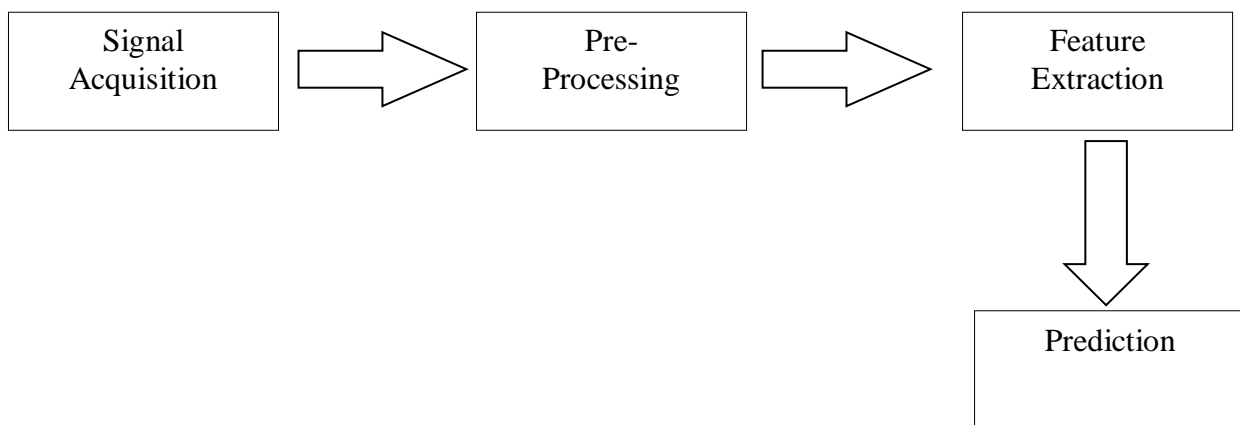 Signal
Acquisition
Pre-
Processing
Feature
Extraction
Prediction